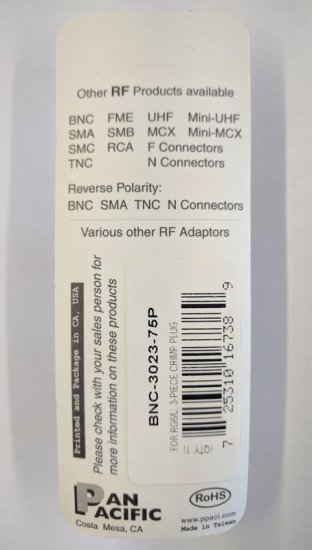 Other RF Products available
BNC FME UHF Mini-UHF
SMA SMB MCX Mini-MCX
SMC RCA F Connectors
TNC N Connectors
Reverse Polarity:
BNC SMA TNC N Connectors
Various other RF Adaptors
Printed and Package in CA, USA
Please check with your sales person for
more information on these products
BNC-3023-75P
FOR RG6/U, 3-PIECE CRIMP PLUG
(QTY 1)
7 25310 16738 9
PAN
PACIFIC
Costa Mesa, CA
RoHS
www.ppeci.com
Made in Taiwan